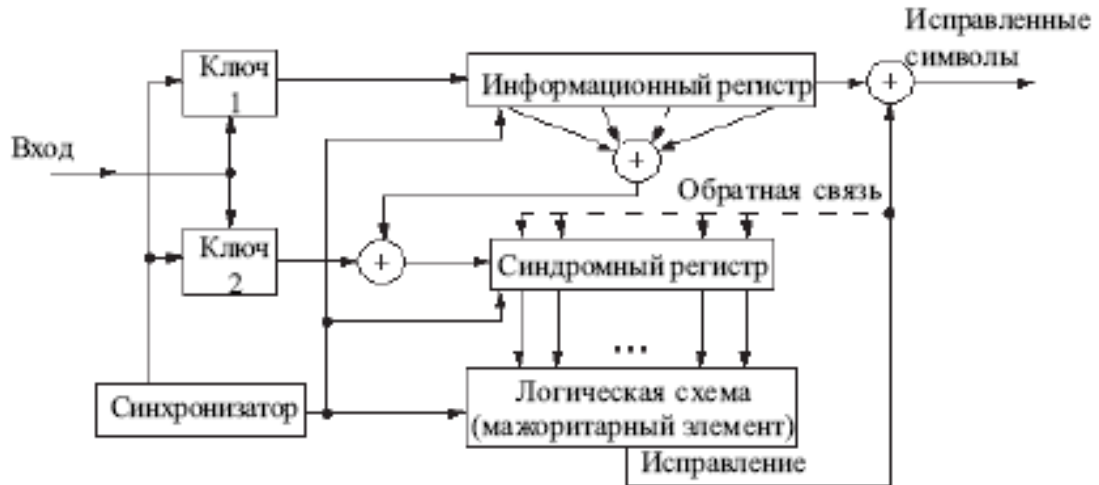 Исправленные
символы
Ключ
1
Информационный регистр
+
Вход
+
Обратная связь
Ключ
2
+
Синдромный регистр
...
Логическая схема
(мажоритарный элемент)
Синхронизатор
Исправление